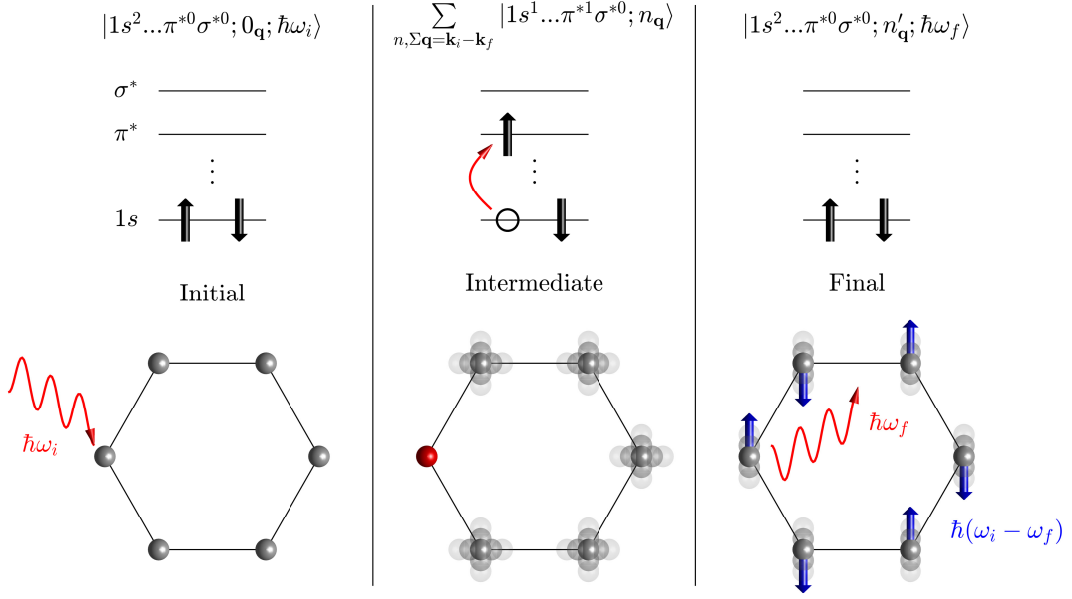 |1s²...π*⁰σ*⁰; 0_q; ħω_i⟩
∑ |1s¹...π*¹σ*⁰; n_q⟩
n,Σq=k_i−k_f
|1s²...π*⁰σ*⁰; n′_q; ħω_f⟩
σ*
π*
⋮
⋮
⋮
1s
Initial
Intermediate
Final
ħω_i
ħω_f
ħ(ω_i − ω_f)